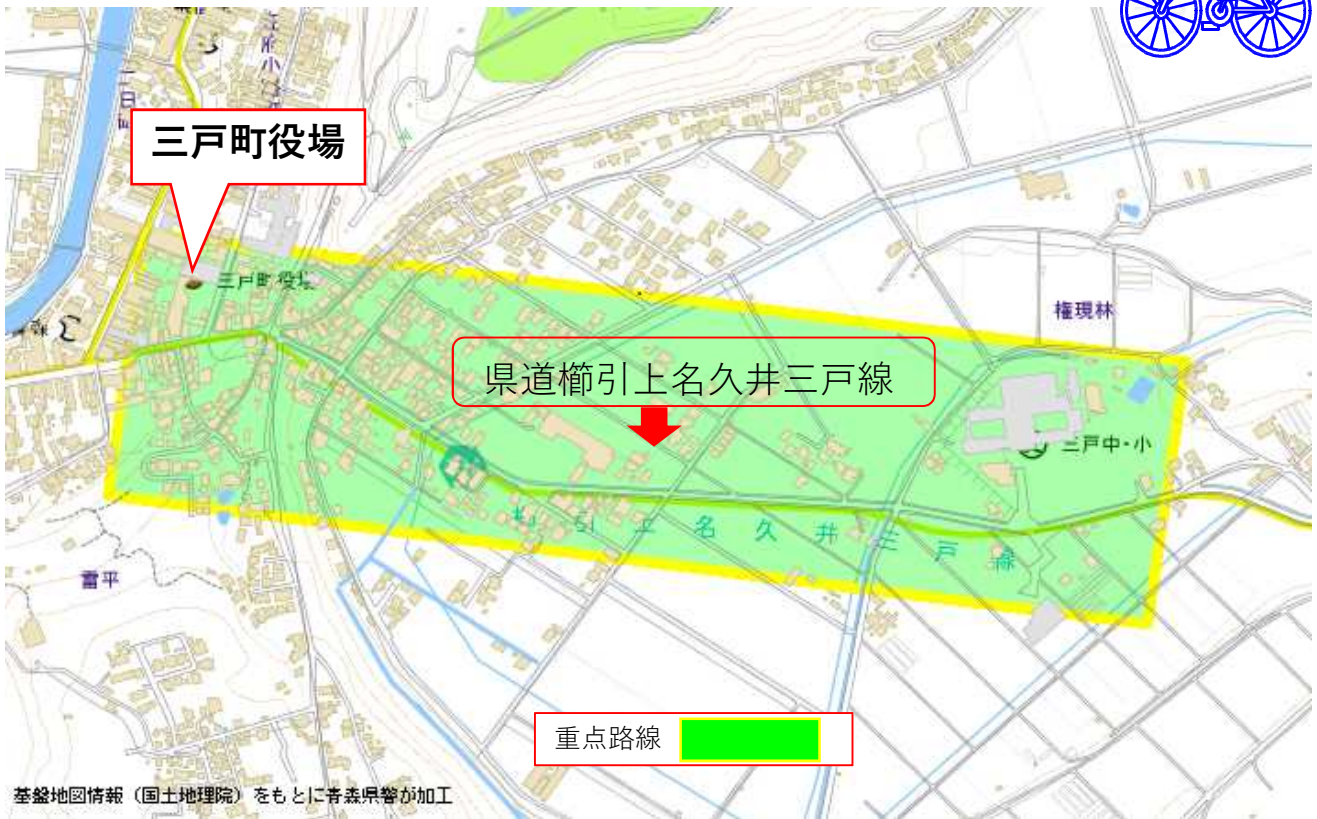 三戸町役場
三戸町役場
権現林
県道櫛引上名久井三戸線
三戸中・小
引上名久井三戸線
雷平
重点路線
基盤地図情報(国土地理院)をもとに青森県警が加工